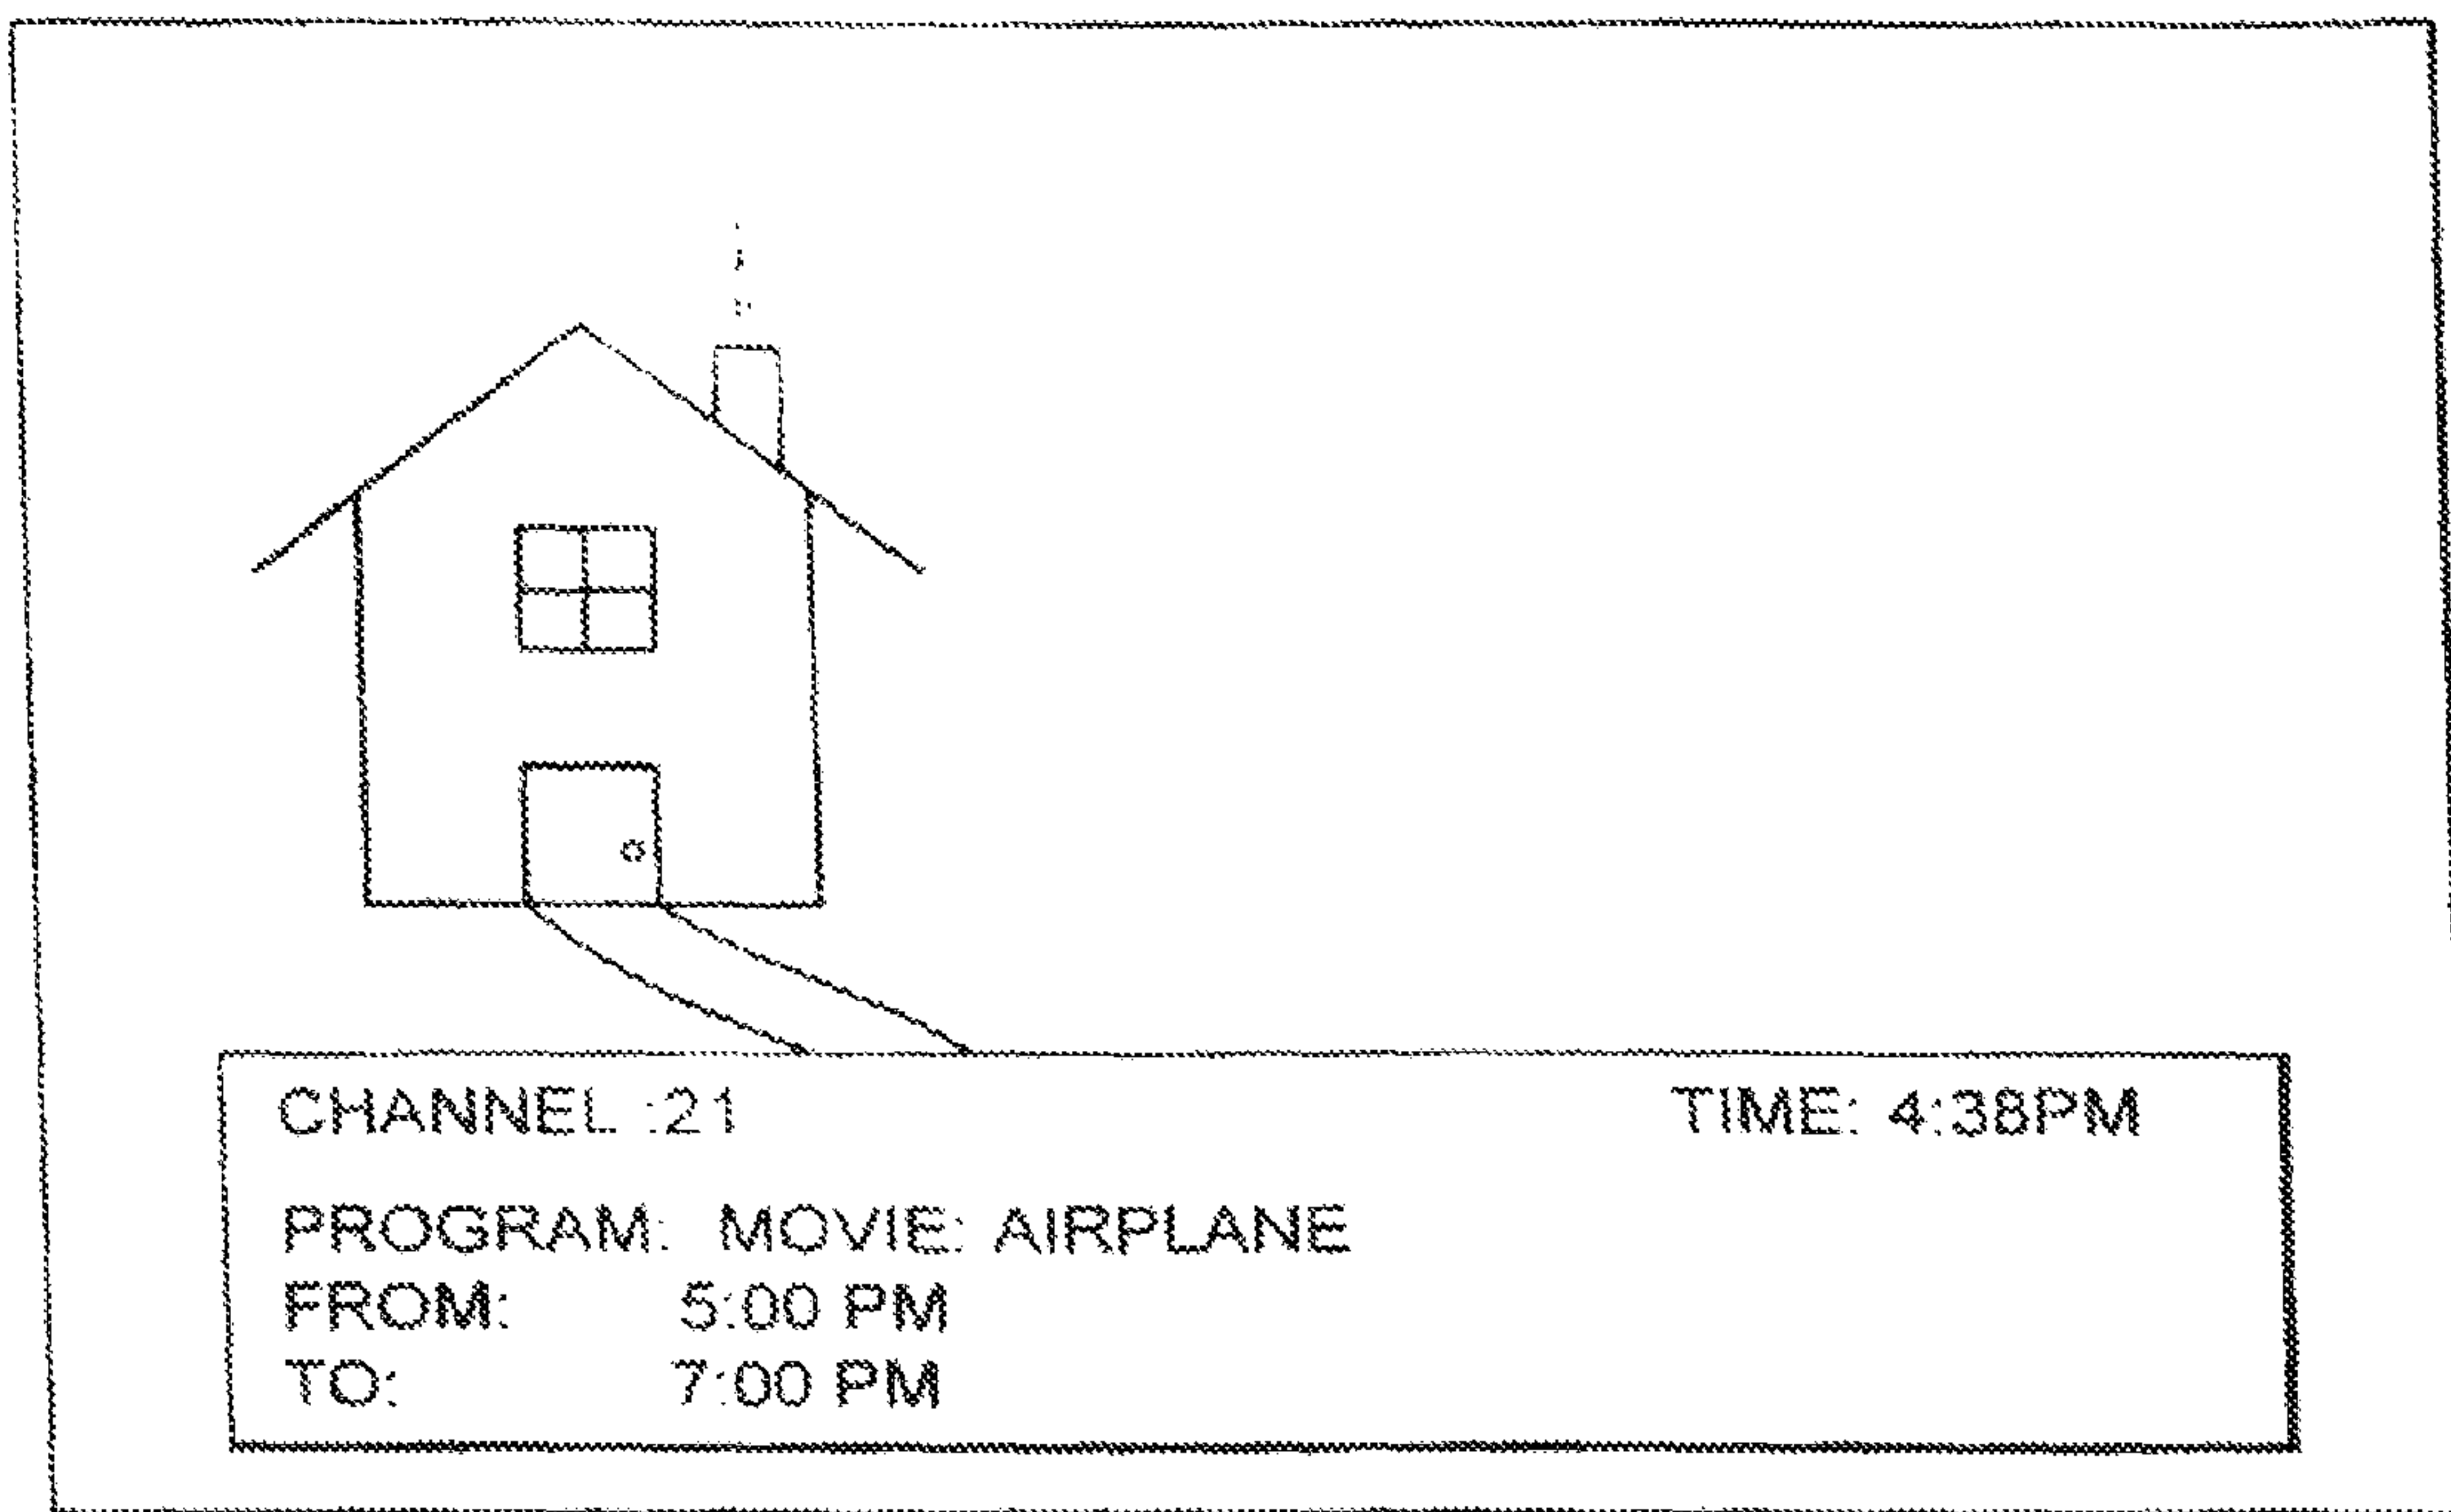 CHANNEL :21 TIME: 4:38PM
PROGRAM: MOVIE: AIRPLANE
FROM: 5:00 PM
TO: 7:00 PM